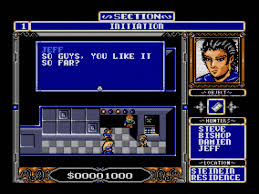 SECTION
1 INITIATION
JEFF
SO GUYS, YOU LIKE IT
SO FAR?
OBJECT
HUNTERS
STEVE
BISHOP
DAMIEN
JEFF
LOCATION
STEINEIN
RESIDENCE
$00001000